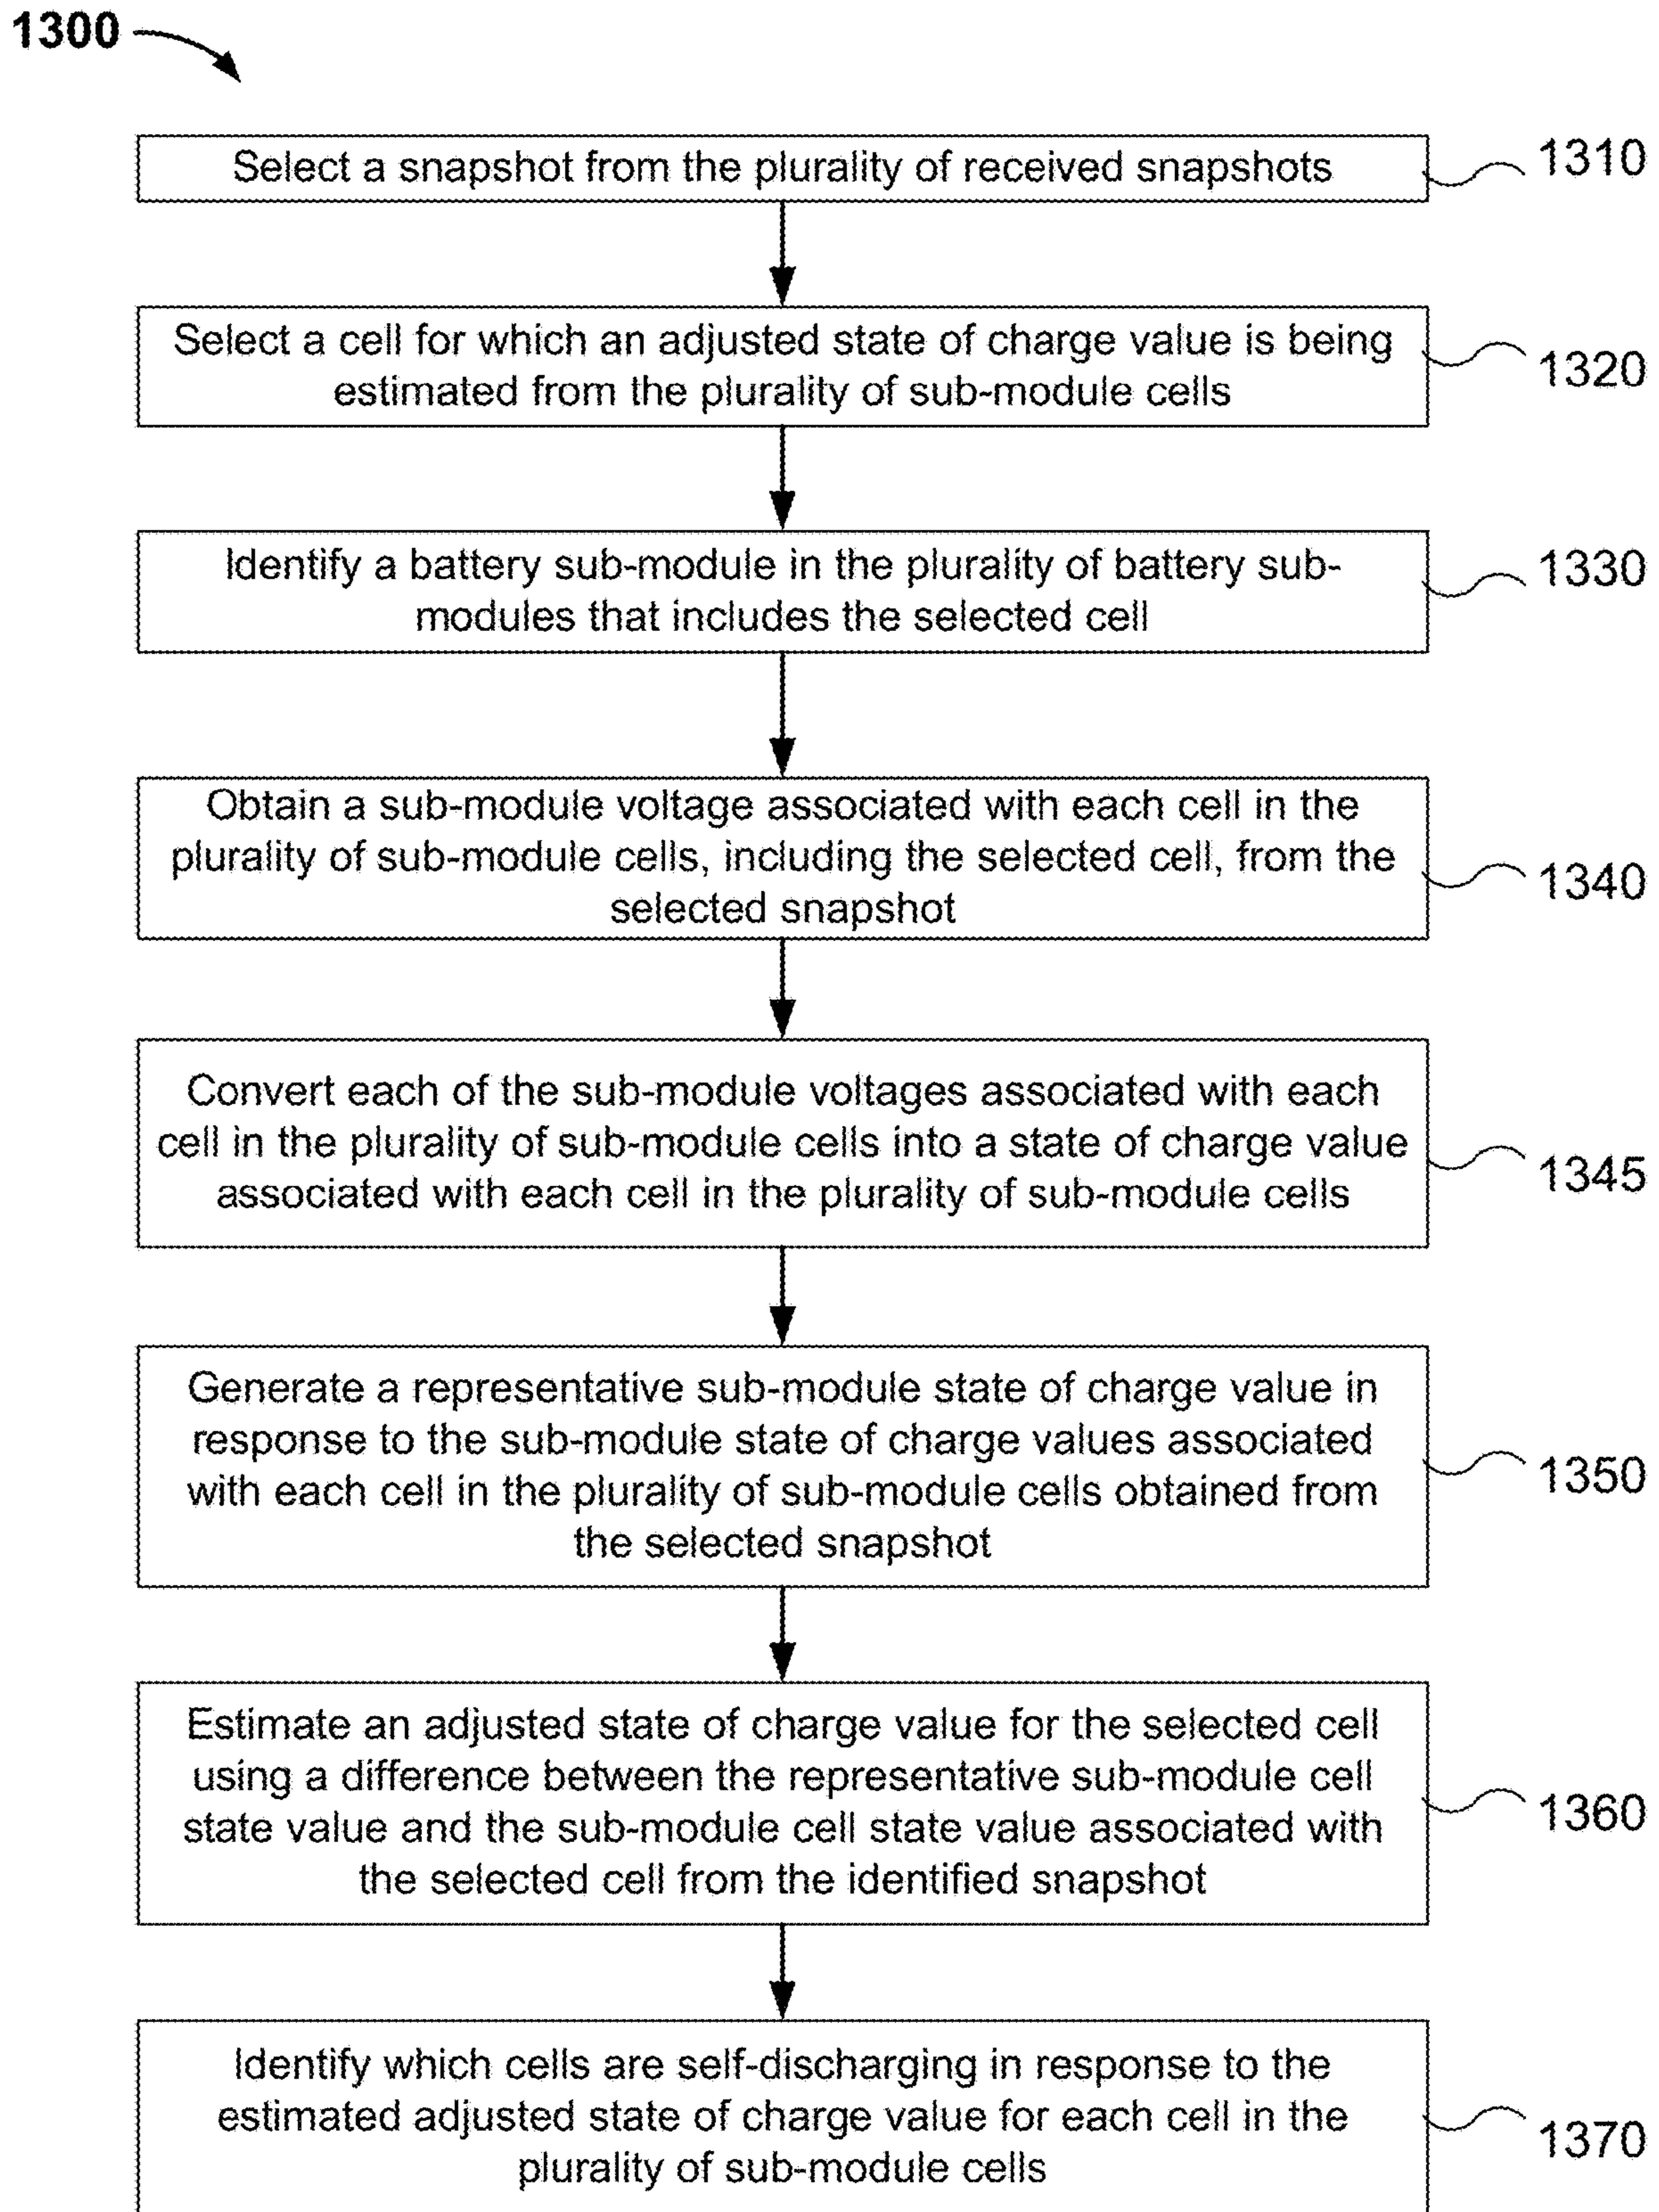 1300
Select a snapshot from the plurality of received snapshots
1310
Select a cell for which an adjusted state of charge value is being
estimated from the plurality of sub-module cells
1320
Identify a battery sub-module in the plurality of battery sub-
modules that includes the selected cell
1330
Obtain a sub-module voltage associated with each cell in the
plurality of sub-module cells, including the selected cell, from the
selected snapshot
1340
Convert each of the sub-module voltages associated with each
cell in the plurality of sub-module cells into a state of charge value
associated with each cell in the plurality of sub-module cells
1345
Generate a representative sub-module state of charge value in
response to the sub-module state of charge values associated
with each cell in the plurality of sub-module cells obtained from
the selected snapshot
1350
Estimate an adjusted state of charge value for the selected cell
using a difference between the representative sub-module cell
state value and the sub-module cell state value associated with
the selected cell from the identified snapshot
1360
Identify which cells are self-discharging in response to the
estimated adjusted state of charge value for each cell in the
plurality of sub-module cells
1370